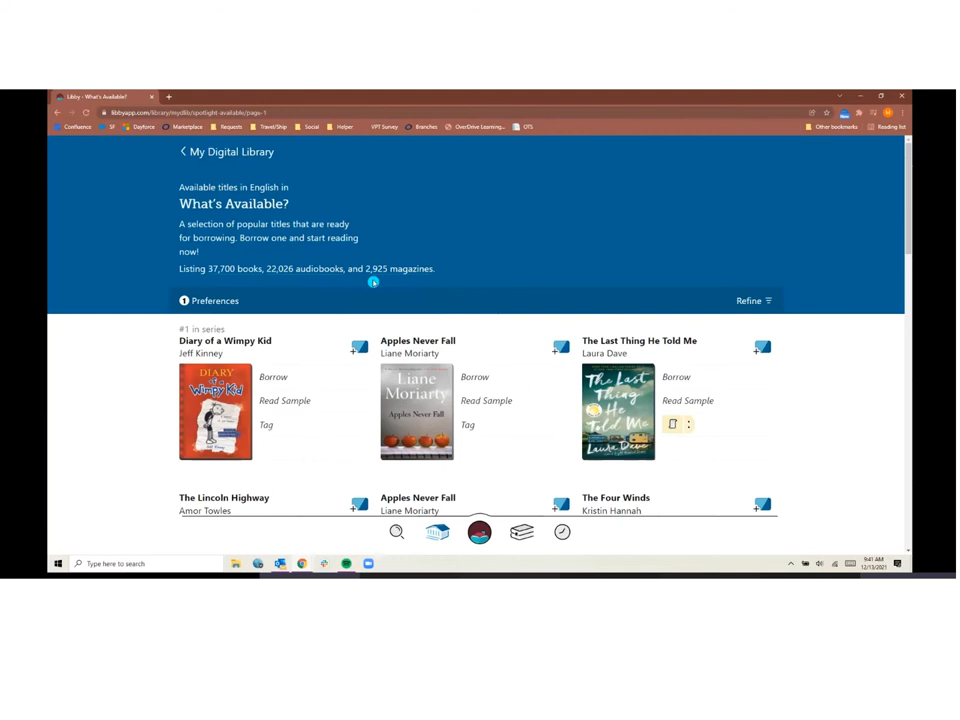 Libby - What's Available?
libbyapp.com/library/mydlib/spotlight-available/page-1
Confluence SF Dayforce Marketplace Requests Travel/Ship Social Helper VPT Survey Branches OverDrive Learning... OTS Other bookmarks Reading list
My Digital Library
Available titles in English in
What's Available?
A selection of popular titles that are ready
for borrowing. Borrow one and start reading
now!
Listing 37,700 books, 22,026 audiobooks, and 2,925 magazines.
1 Preferences
Refine
#1 in series
Diary of a Wimpy Kid
Jeff Kinney
DIARY
of a
Wimpy Kid
Borrow
Read Sample
Tag
Apples Never Fall
Liane Moriarty
Liane
Moriarty
Apples Never Fall
Borrow
Read Sample
Tag
The Last Thing He Told Me
Laura Dave
The Last
Thing
He
Told Me
Laura Dave
Borrow
Read Sample
The Lincoln Highway
Amor Towles
Apples Never Fall
Liane Moriarty
The Four Winds
Kristin Hannah
Type here to search
9:41 AM
12/13/2021